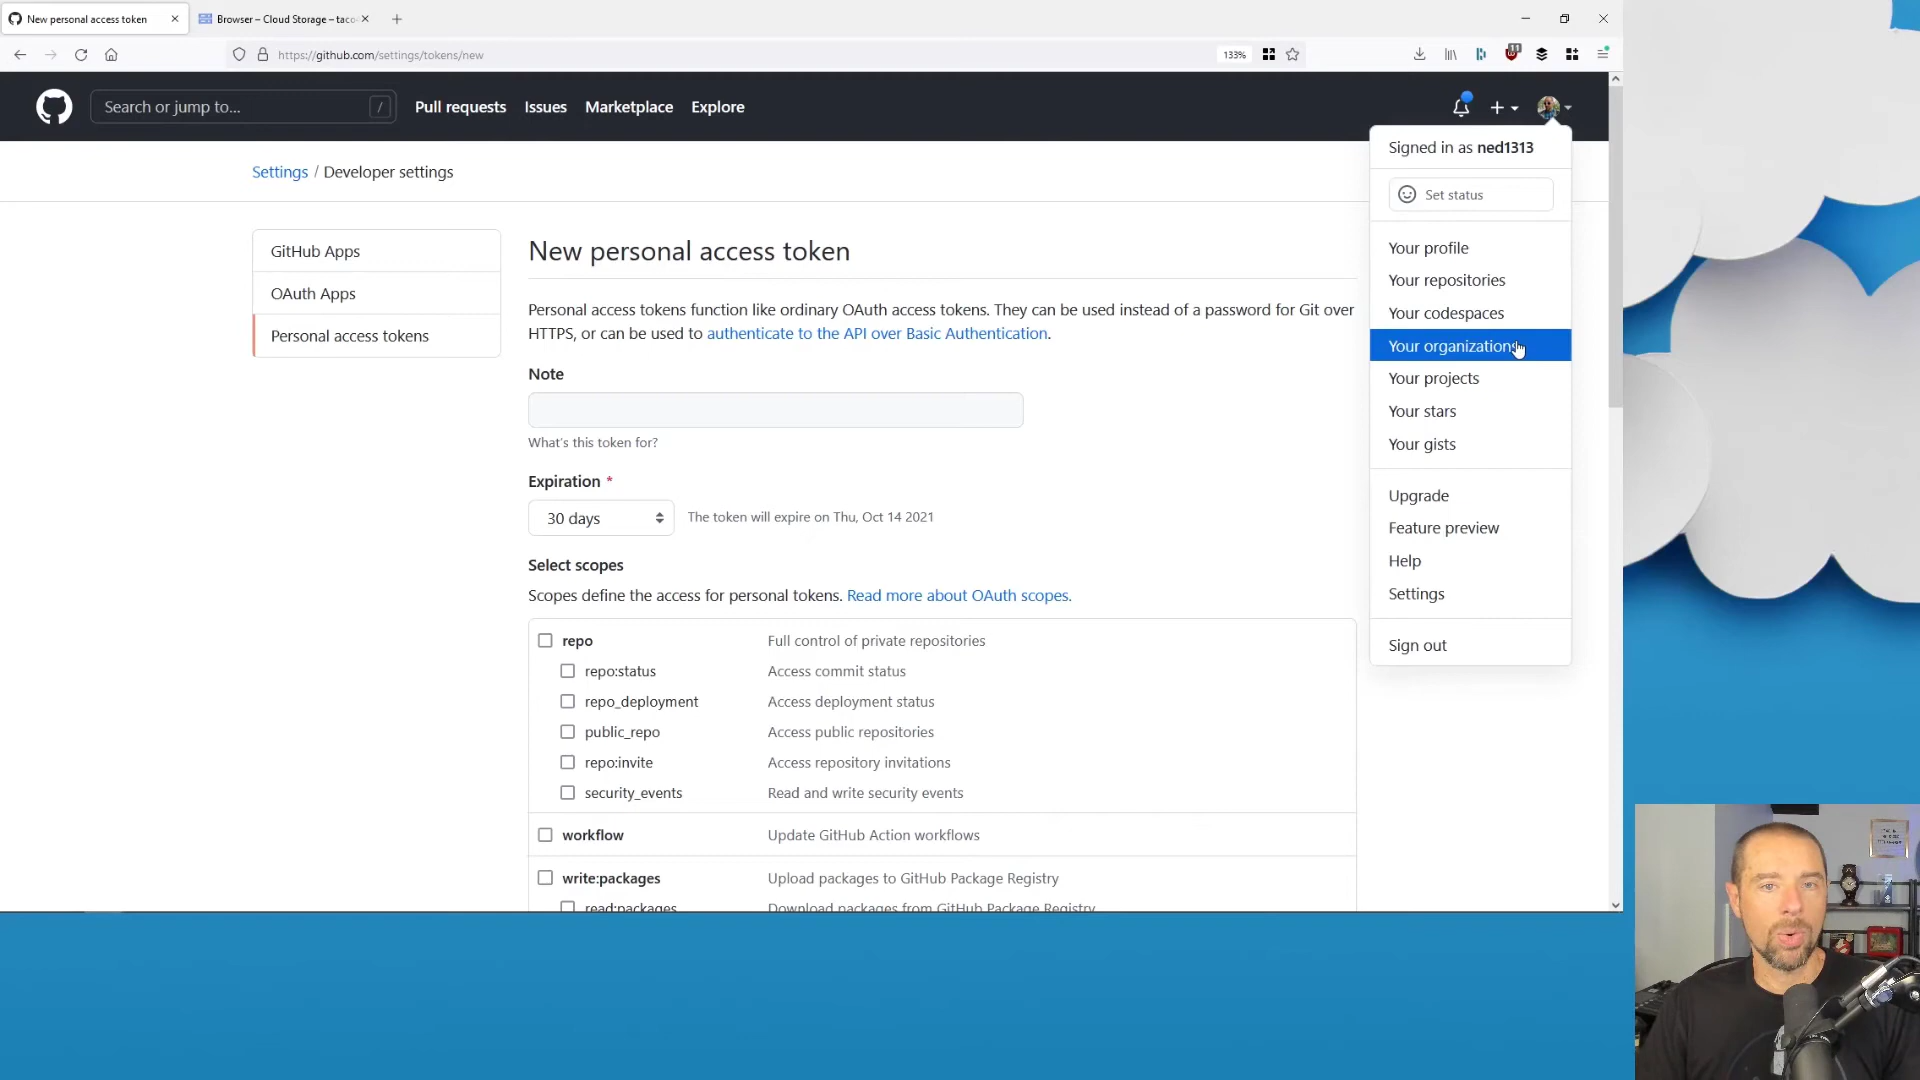 New personal access token
Browser – Cloud Storage – taco
https://github.com/settings/tokens/new
133%
11
Search or jump to...
/
Pull requests
Issues
Marketplace
Explore
Signed in as ned1313
Set status
Your profile
Your repositories
Your codespaces
Your organizations
Your projects
Your stars
Your gists
Upgrade
Feature preview
Help
Settings
Sign out
Settings / Developer settings
GitHub Apps
OAuth Apps
Personal access tokens
New personal access token
Personal access tokens function like ordinary OAuth access tokens. They can be used instead of a password for Git over
HTTPS, or can be used to authenticate to the API over Basic Authentication.
Note
What's this token for?
Expiration *
30 days
The token will expire on Thu, Oct 14 2021
Select scopes
Scopes define the access for personal tokens. Read more about OAuth scopes.
repo Full control of private repositories
repo:status Access commit status
repo_deployment Access deployment status
public_repo Access public repositories
repo:invite Access repository invitations
security_events Read and write security events
workflow Update GitHub Action workflows
write:packages Upload packages to GitHub Package Registry
read:packages Download packages from GitHub Package Registry